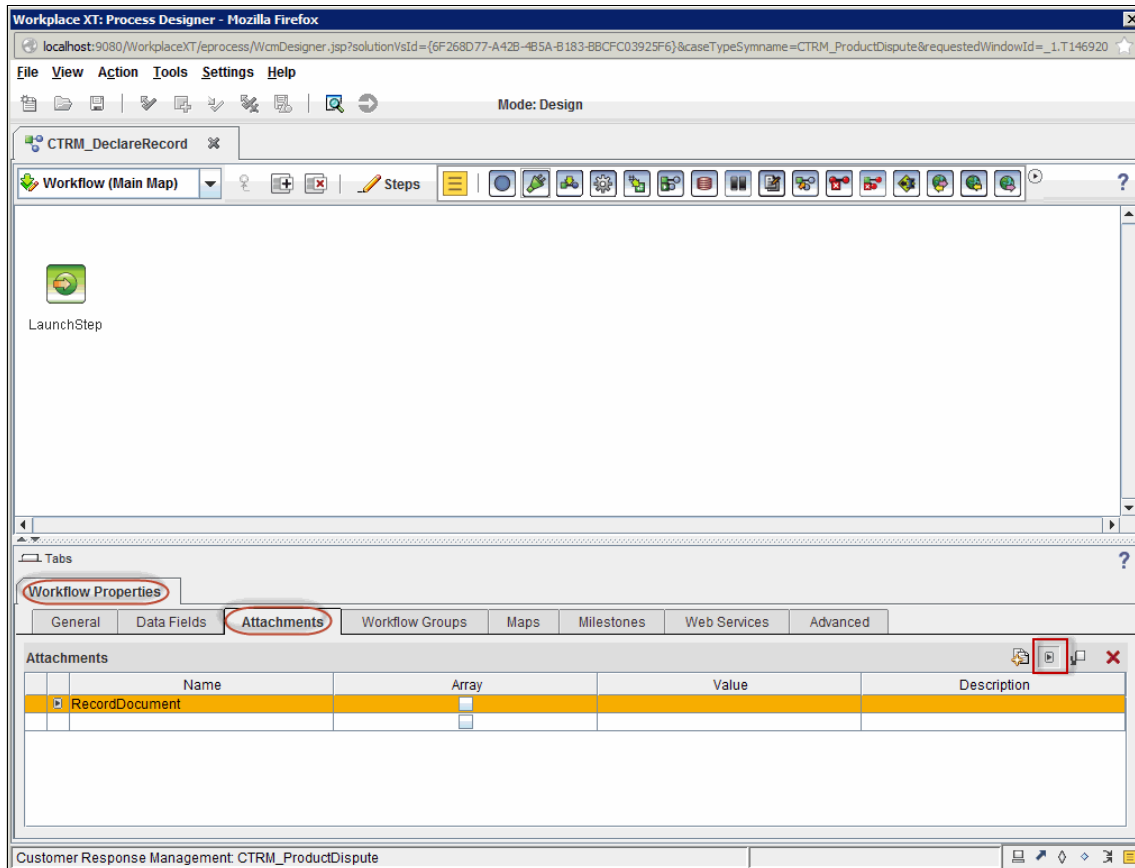 Workplace XT: Process Designer - Mozilla Firefox
localhost:9080/WorkplaceXT/eprocess/WcmDesigner.jsp?solutionVsId={6F268D77-A42B-4B5A-B183-BBCFC03925F6}&caseTypeSymname=CTRM_ProductDispute&requestedWindowId=_1.T146920
File View Action Tools Settings Help
Mode: Design
CTRM_DeclareRecord
Workflow (Main Map) Steps ?
LaunchStep
Tabs ?
Workflow Properties
General Data Fields Attachments Workflow Groups Maps Milestones Web Services Advanced
Attachments
Name Array Value Description
RecordDocument
Customer Response Management: CTRM_ProductDispute